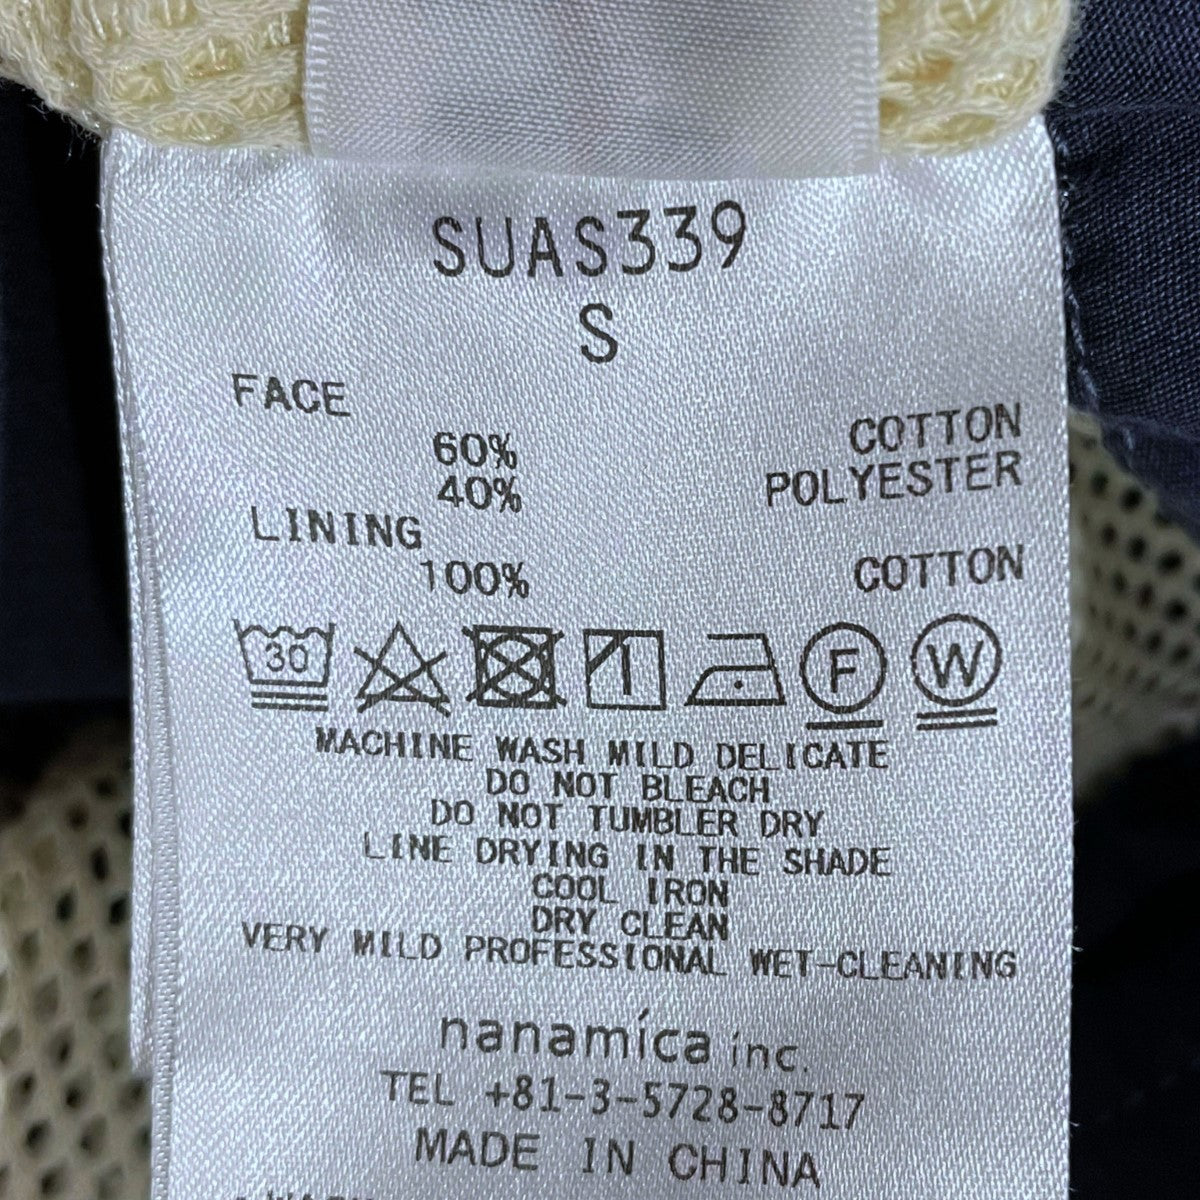 SUAS339
S
FACE
60% COTTON
40% POLYESTER
LINING
100% COTTON
30 F W
MACHINE WASH MILD DELICATE
DO NOT BLEACH
DO NOT TUMBLER DRY
LINE DRYING IN THE SHADE
COOL IRON
DRY CLEAN
VERY MILD PROFESSIONAL WET-CLEANING
nanamíca inc.
TEL +81-3-5728-8717
MADE IN CHINA